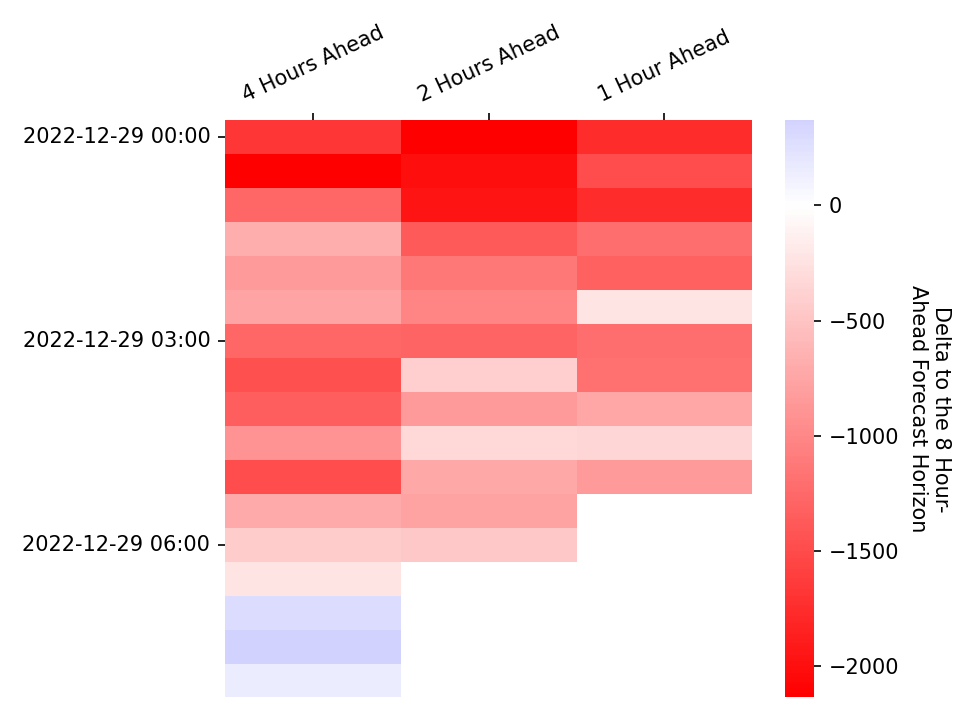 4 Hours Ahead
2 Hours Ahead
1 Hour Ahead
2022-12-29 00:00
2022-12-29 03:00
2022-12-29 06:00
0
−500
−1000
−1500
−2000
Delta to the 8 Hour-
Ahead Forecast Horizon